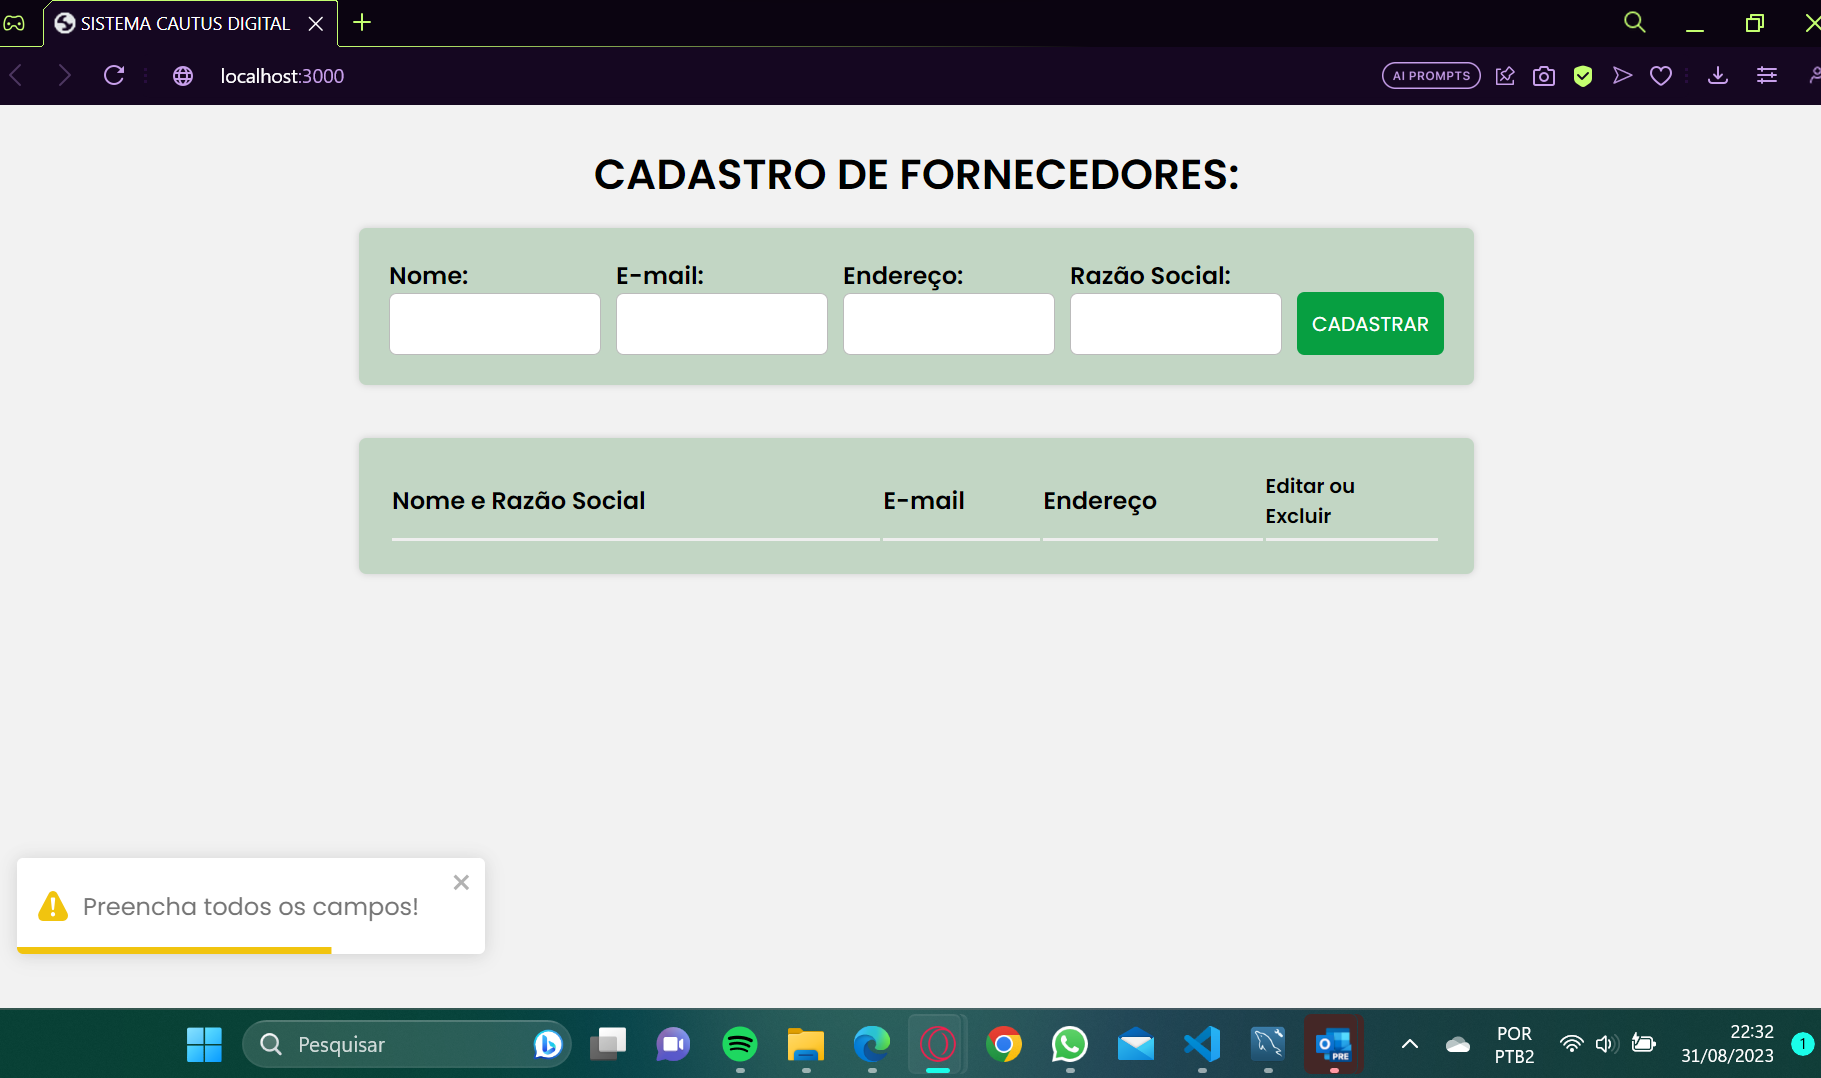 SISTEMA CAUTUS DIGITAL
localhost:3000
AI PROMPTS
CADASTRO DE FORNECEDORES:
Nome:
E-mail:
Endereço:
Razão Social:
CADASTRAR
Nome e Razão Social
E-mail
Endereço
Editar ou
Excluir
Preencha todos os campos!
Pesquisar
PRE
POR
PTB2
22:32
31/08/2023
1